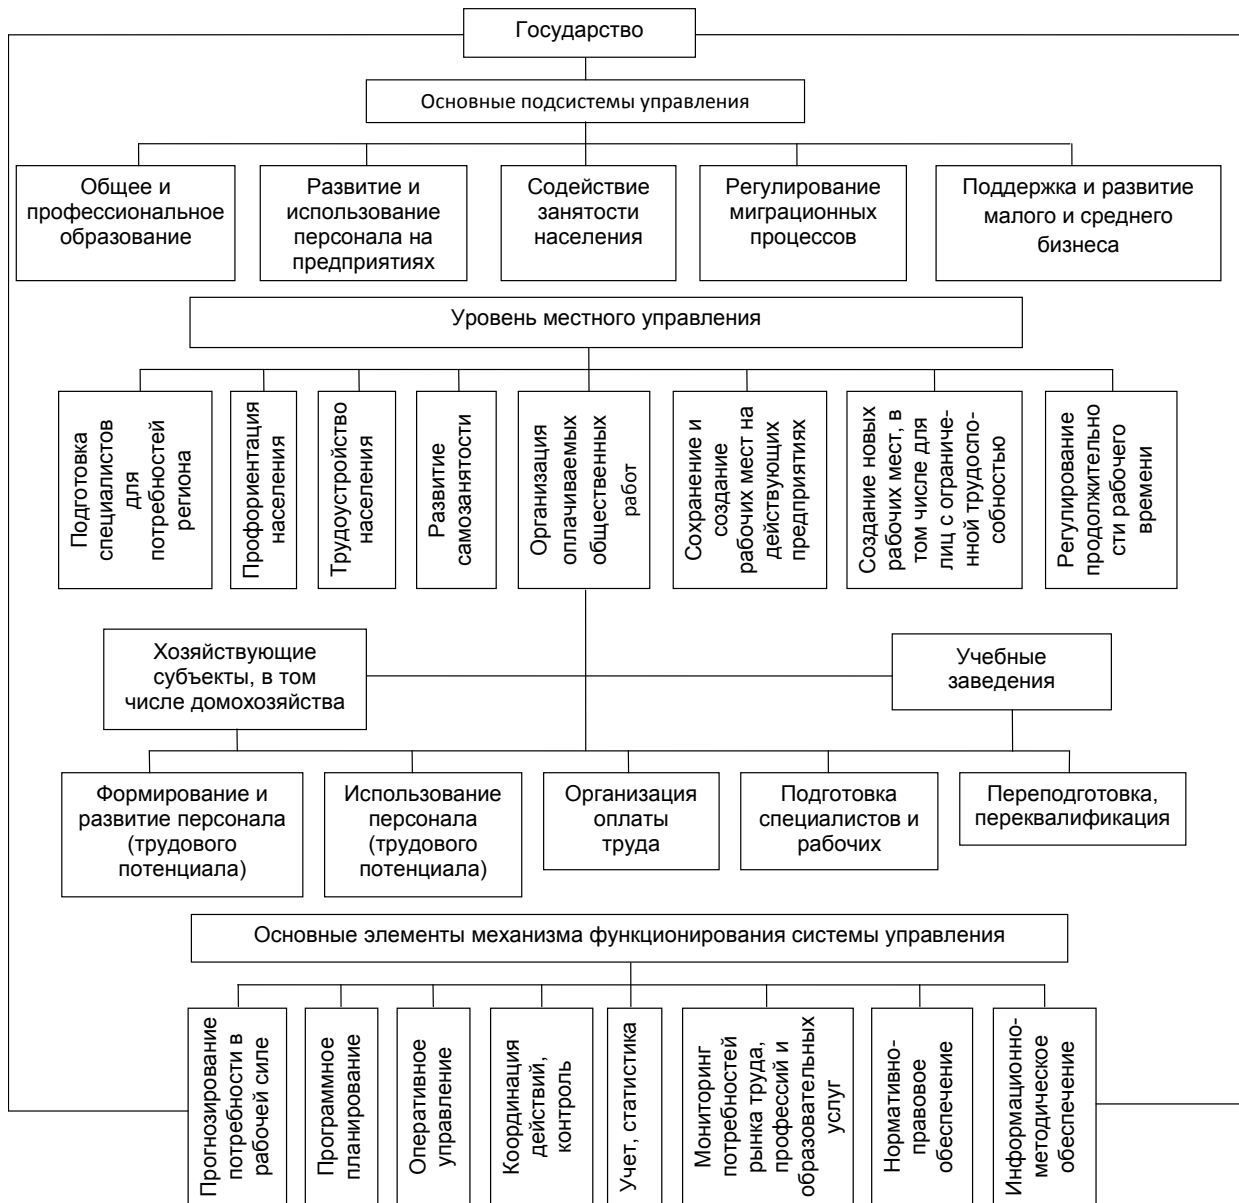 Государство
Основные подсистемы управления
Общее и
профессиональное
образование
Развитие и
использование
персонала на
предприятиях
Содействие
занятости
населения
Регулирование
миграционных
процессов
Поддержка и развитие
малого и среднего
бизнеса
Уровень местного управления
Подготовка
специалистов
для
потребностей
региона
Профориентация
населения
Трудоустройство
населения
Развитие
самозанятости
Организация
оплачиваемых
общественных
работ
Сохранение и
создание
рабочих мест на
действующих
предприятиях
Создание новых
рабочих мест, в
том числе для
лиц с ограниче-
нной трудоспо-
собностью
Регулирование
продолжительно
сти рабочего
времени
Хозяйствующие
субъекты, в том
числе домохозяйства
Учебные
заведения
Формирование и
развитие персонала
(трудового
потенциала)
Использование
персонала
(трудового
потенциала)
Организация
оплаты
труда
Подготовка
специалистов и
рабочих
Переподготовка,
переквалификация
Основные элементы механизма функционирования системы управления
Прогнозирование
потребности в
рабочей силе
Программное
планирование
Оперативное
управление
Координация
действий,
контроль
Учет, статистика
Мониторинг
потребностей
рынка труда,
профессий и
образовательных
услуг
Нормативно-
правовое
обеспечение
Информационно-
методическое
обеспечение